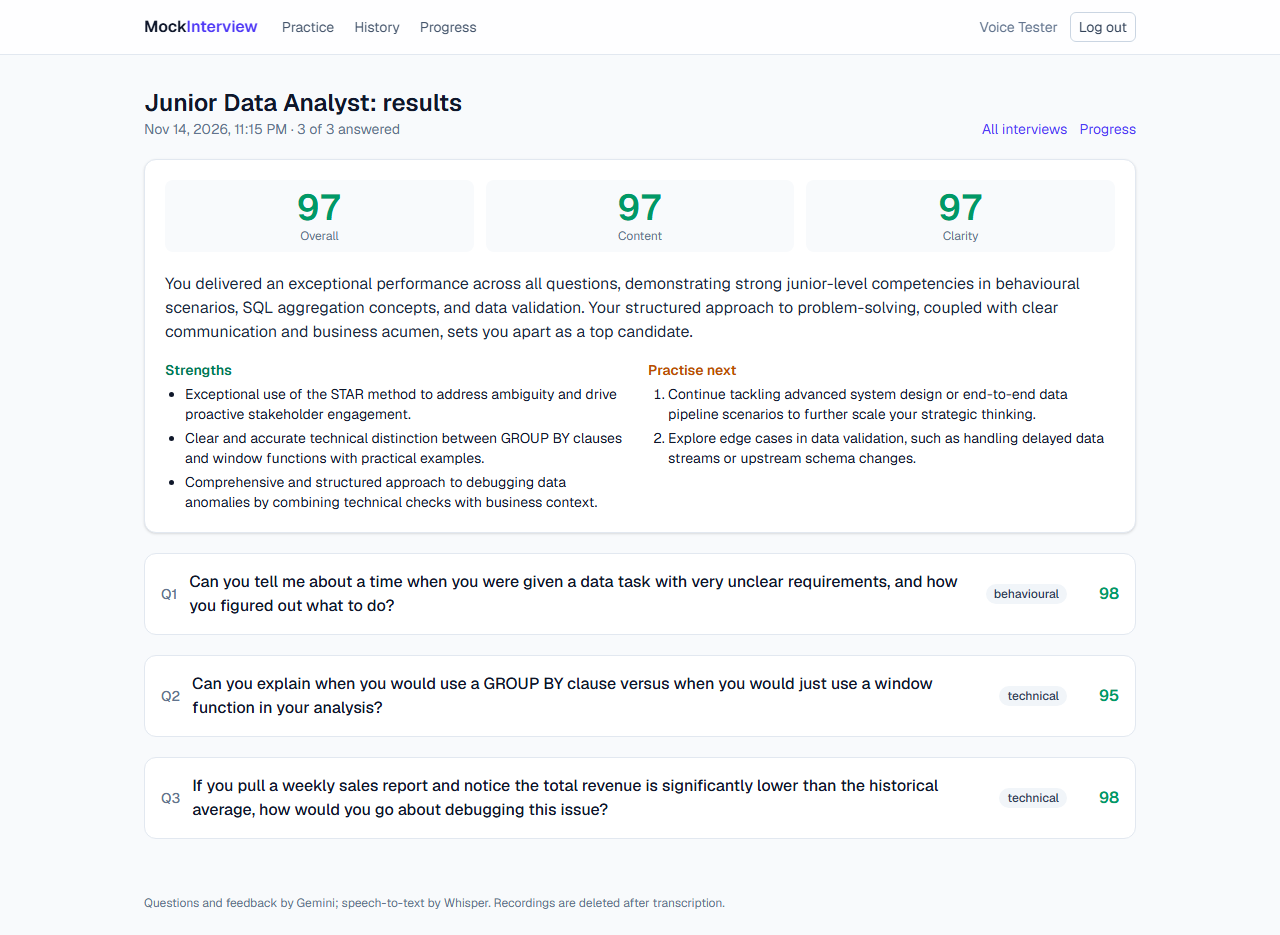 MockInterview Practice History Progress Voice Tester Log out
Junior Data Analyst: results
Nov 14, 2026, 11:15 PM · 3 of 3 answered All interviews Progress
97 97 97
Overall Content Clarity
You delivered an exceptional performance across all questions, demonstrating strong junior-level competencies in behavioural
scenarios, SQL aggregation concepts, and data validation. Your structured approach to problem-solving, coupled with clear
communication and business acumen, sets you apart as a top candidate.
Strengths
• Exceptional use of the STAR method to address ambiguity and drive
proactive stakeholder engagement.
• Clear and accurate technical distinction between GROUP BY clauses
and window functions with practical examples.
• Comprehensive and structured approach to debugging data
anomalies by combining technical checks with business context.
Practise next
1. Continue tackling advanced system design or end-to-end data
pipeline scenarios to further scale your strategic thinking.
2. Explore edge cases in data validation, such as handling delayed data
streams or upstream schema changes.
Q1 Can you tell me about a time when you were given a data task with very unclear requirements, and how
you figured out what to do? behavioural 98
Q2 Can you explain when you would use a GROUP BY clause versus when you would just use a window
function in your analysis? technical 95
Q3 If you pull a weekly sales report and notice the total revenue is significantly lower than the historical
average, how would you go about debugging this issue? technical 98
Questions and feedback by Gemini; speech-to-text by Whisper. Recordings are deleted after transcription.